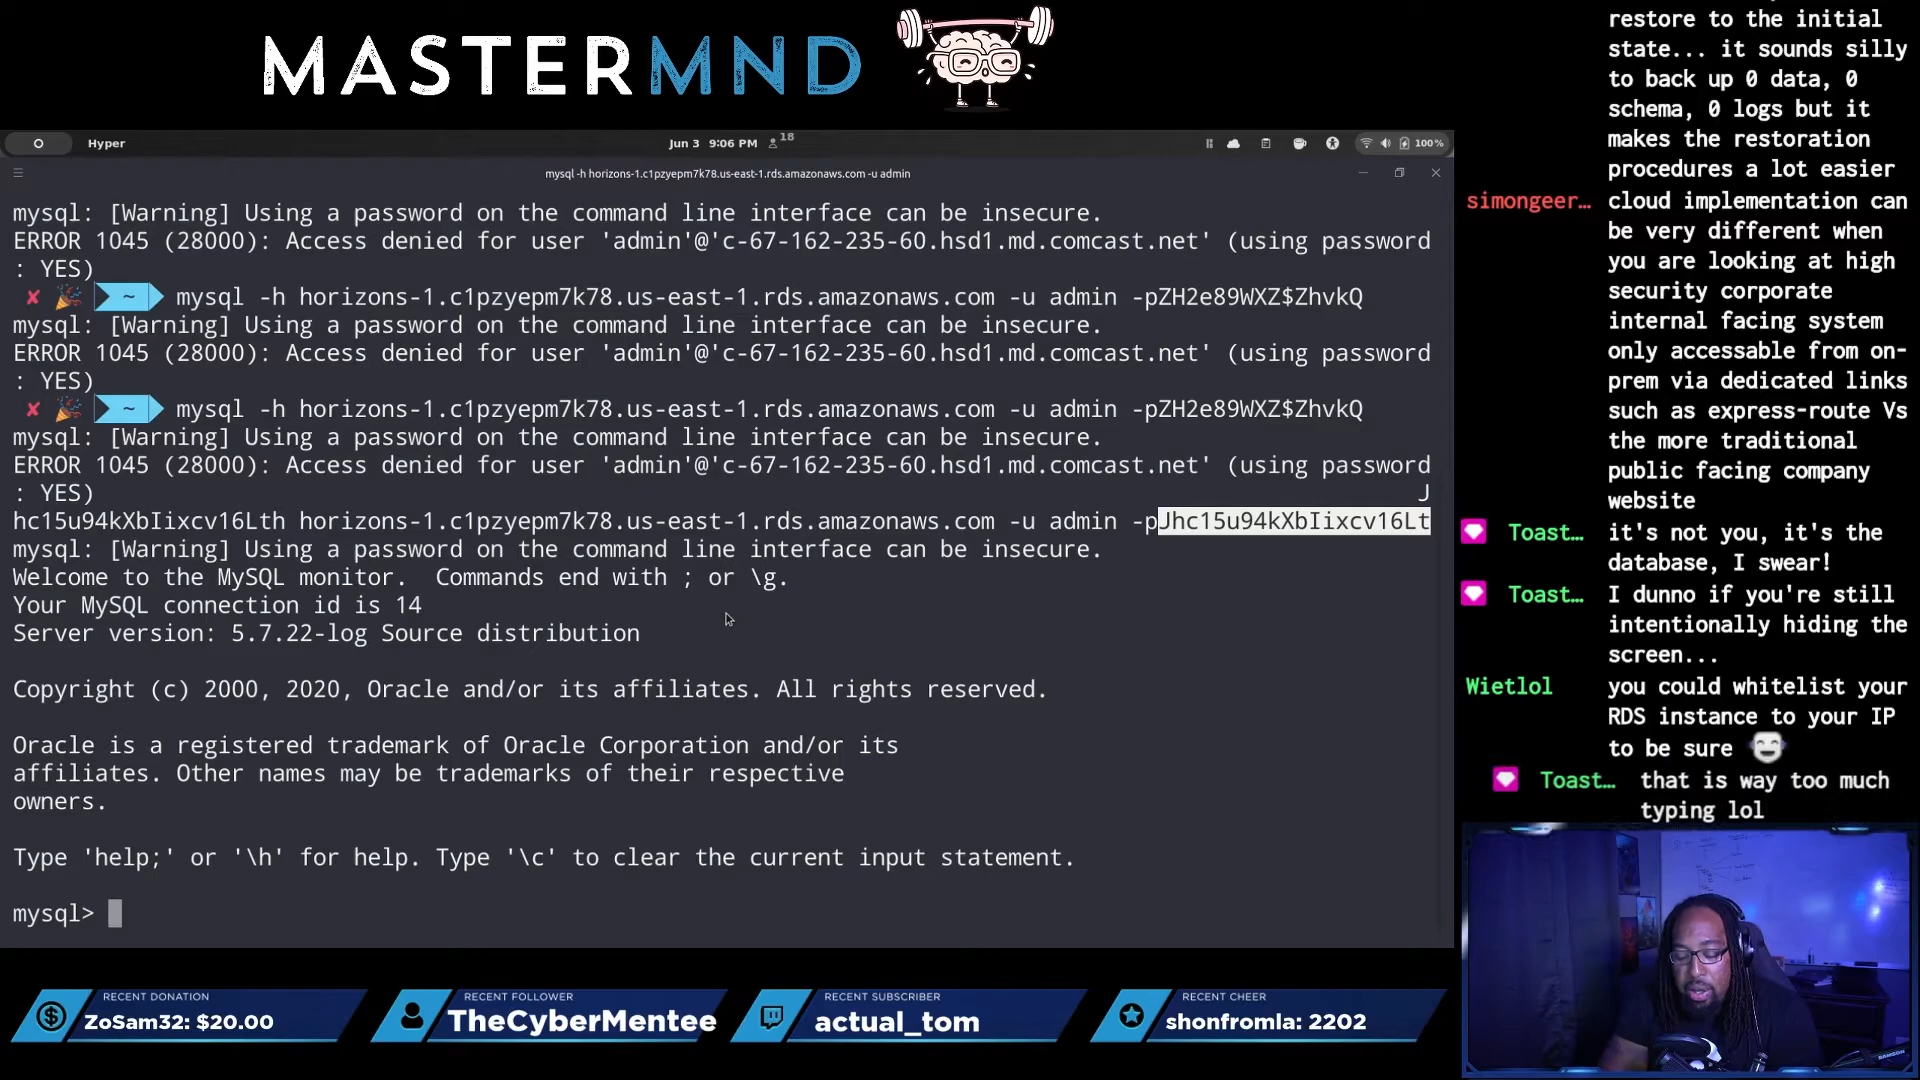 MASTERMND
Hyper
Jun 3 9:06 PM
18
100%
mysql -h horizons-1.c1pzyepm7k78.us-east-1.rds.amazonaws.com -u admin
mysql: [Warning] Using a password on the command line interface can be insecure.
ERROR 1045 (28000): Access denied for user 'admin'@'c-67-162-235-60.hsd1.md.comcast.net' (using password
: YES)
~ mysql -h horizons-1.c1pzyepm7k78.us-east-1.rds.amazonaws.com -u admin -pZH2e89WXZ$ZhvkQ
mysql: [Warning] Using a password on the command line interface can be insecure.
ERROR 1045 (28000): Access denied for user 'admin'@'c-67-162-235-60.hsd1.md.comcast.net' (using password
: YES)
~ mysql -h horizons-1.c1pzyepm7k78.us-east-1.rds.amazonaws.com -u admin -pZH2e89WXZ$ZhvkQ
mysql: [Warning] Using a password on the command line interface can be insecure.
ERROR 1045 (28000): Access denied for user 'admin'@'c-67-162-235-60.hsd1.md.comcast.net' (using password
: YES)
J
hc15u94kXbIixcv16Lth horizons-1.c1pzyepm7k78.us-east-1.rds.amazonaws.com -u admin -pJhc15u94kXbIixcv16Lt
mysql: [Warning] Using a password on the command line interface can be insecure.
Welcome to the MySQL monitor.  Commands end with ; or \g.
Your MySQL connection id is 14
Server version: 5.7.22-log Source distribution
Copyright (c) 2000, 2020, Oracle and/or its affiliates. All rights reserved.
Oracle is a registered trademark of Oracle Corporation and/or its
affiliates. Other names may be trademarks of their respective
owners.
Type 'help;' or '\h' for help. Type '\c' to clear the current input statement.
mysql>
restore to the initial
state... it sounds silly
to back up 0 data, 0
schema, 0 logs but it
makes the restoration
procedures a lot easier
simongeer… cloud implementation can
be very different when
you are looking at high
security corporate
internal facing system
only accessable from on-
prem via dedicated links
such as express-route Vs
the more traditional
public facing company
website
Toast… it's not you, it's the
database, I swear!
Toast… I dunno if you're still
intentionally hiding the
screen...
Wietlol you could whitelist your
RDS instance to your IP
to be sure
Toast… that is way too much
typing lol
RECENT DONATION
ZoSam32: $20.00
RECENT FOLLOWER
TheCyberMentee
RECENT SUBSCRIBER
actual_tom
RECENT CHEER
shonfromla: 2202